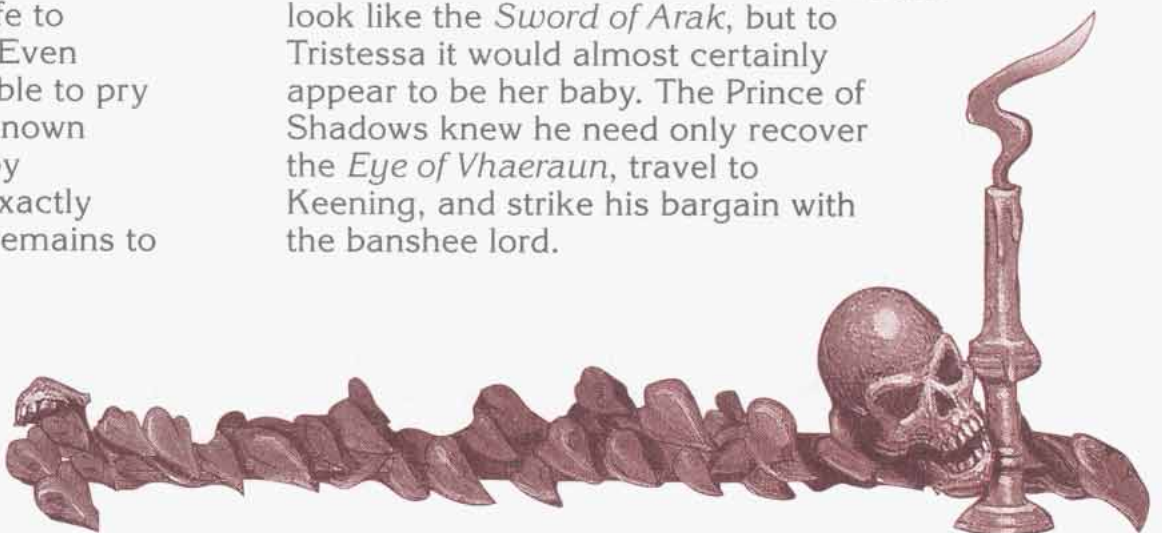 fe to
Even
ble to pry
nown
by
xactly
emains to
look like the Sword of Arak, but to
Tristessa it would almost certainly
appear to be her baby. The Prince of
Shadows knew he need only recover
the Eye of Vhaeraun, travel to
Keening, and strike his bargain with
the banshee lord.